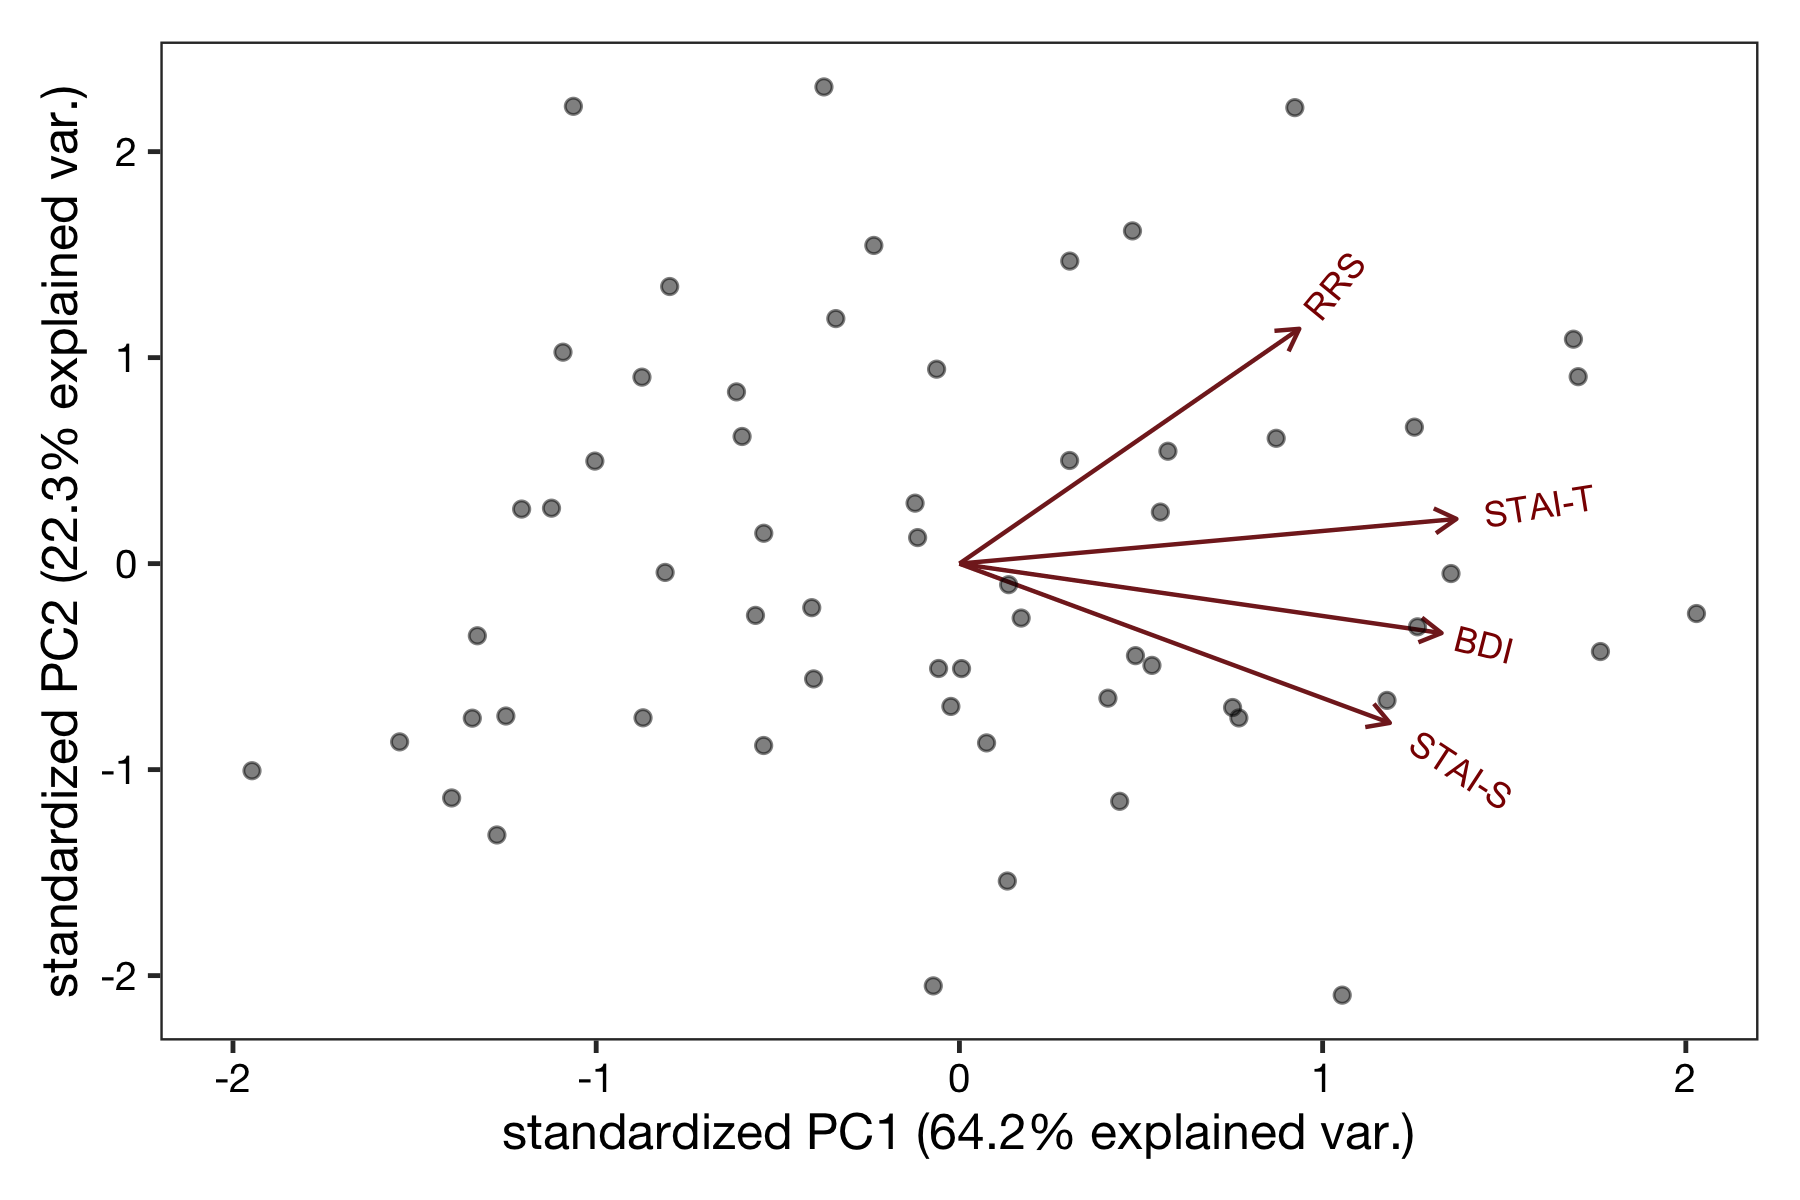 standardized PC2 (22.3% explained var.)
2
1
0
-1
-2
RRS
STAI-T
BDI
STAI-S
-2
-1
0
1
2
standardized PC1 (64.2% explained var.)